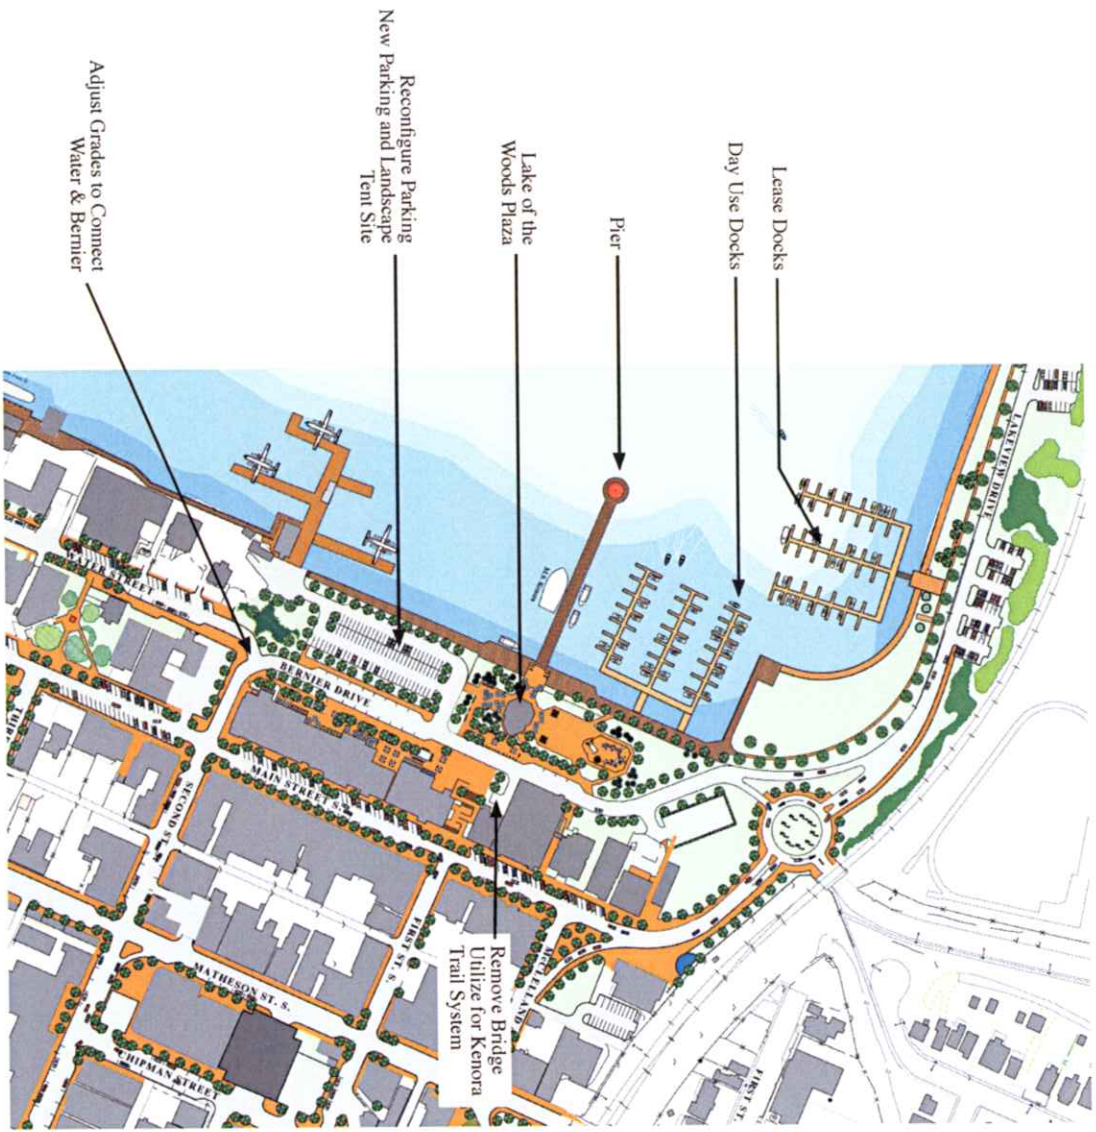 Adjust Grades to Connect
Water & Bernier
Reconfigure Parking
New Parking and Landscape
Tent Site
Lake of the
Woods Plaza
Pier
Day Use Docks
Lease Docks
Remove Bridge
Utilize for Kenora
Trail System
LAKEVIEW DRIVE
WATER STREET
BERNIER DRIVE
MAIN STREET S.
SECOND ST. S.
FIRST ST. S.
MATHESON ST. S.
CHIPMAN STREET
McLELLAND
FIRST ST.